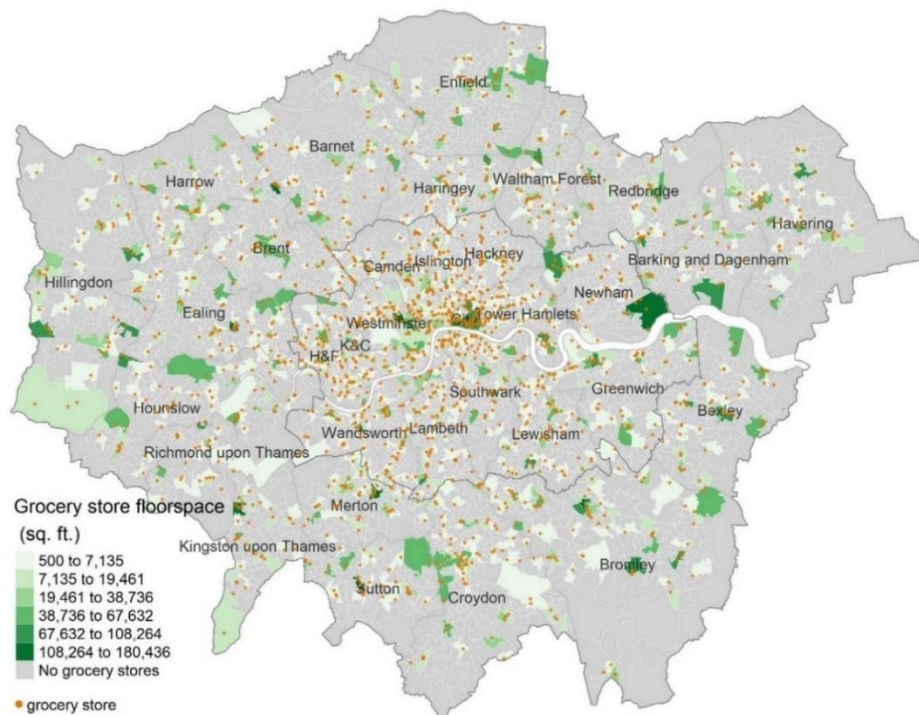 Enfield
Barnet
Harrow
Haringey
Waltham Forest
Redbridge
Havering
Brent
Hackney
Islington
Camden
Hillingdon
Barking and Dagenham
Newham
Ealing
Westminster
Tower Hamlets
K&C
H&F
Southwark
Greenwich
Hounslow
Bexley
Wandsworth
Lambeth
Lewisham
Richmond upon Thames
Merton
Kingston upon Thames
Bromley
Sutton
Croydon
Grocery store floorspace
(sq. ft.)
500 to 7,135
7,135 to 19,461
19,461 to 38,736
38,736 to 67,632
67,632 to 108,264
108,264 to 180,436
No grocery stores
grocery store